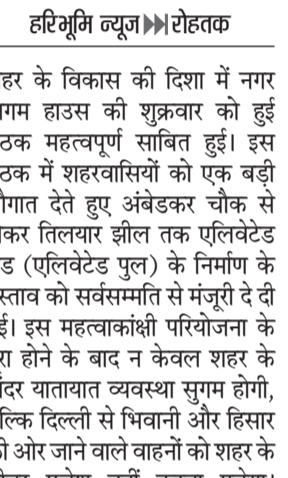 हरिभूमि न्यूज▶▶रोहतक
हर के विकास की दिशा में नगर
गम हाउस की शुक्रवार को हुई
ठक महत्वपूर्ण साबित हुई। इस
ठक में शहरवासियों को एक बड़ी
गात देते हुए अंबेडकर चौक से
कर तिलयार झील तक एलिवेटेड
ड (एलिवेटेड पुल) के निर्माण के
स्ताव को सर्वसम्मति से मंजूरी दे दी
ई। इस महत्वाकांक्षी परियोजना के
रा होने के बाद न केवल शहर के
दर यातायात व्यवस्था सुगम होगी,
ल्कि दिल्ली से भिवानी और हिसार
ओर जाने वाले वाहनों को शहर के